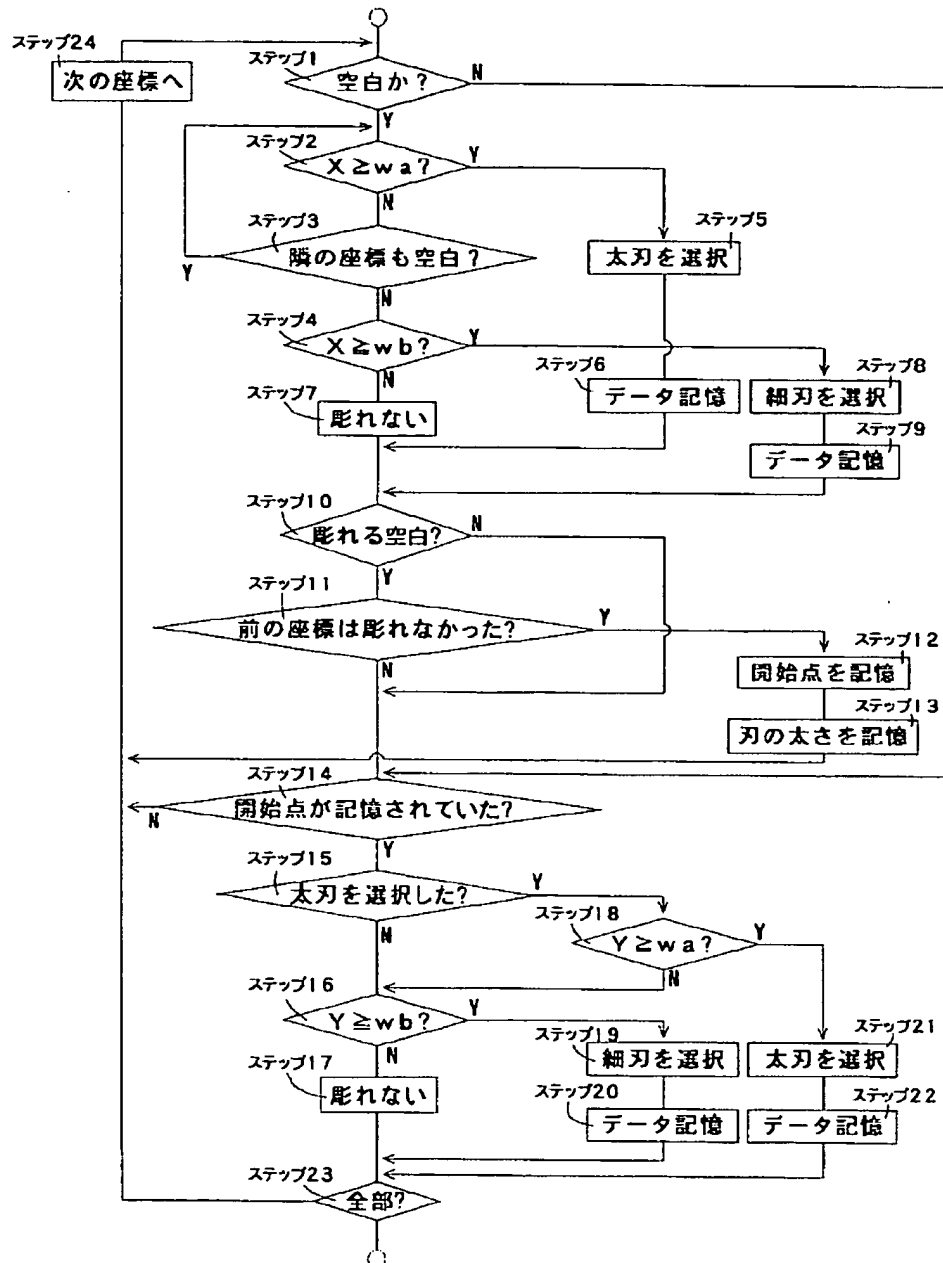 ステップ24
次の座標へ
ステップ1
空白か？
N
Y
ステップ2
X≧wa？
Y
N
ステップ3
隣の座標も空白？
Y
N
ステップ5
太刃を選択
ステップ4
X≧wb？
Y
N
ステップ6
データ記憶
ステップ8
細刃を選択
ステップ7
彫れない
ステップ9
データ記憶
ステップ10
彫れる空白？
N
Y
ステップ11
前の座標は彫れなかった？
Y
N
ステップ12
開始点を記憶
ステップ13
刃の太さを記憶
ステップ14
開始点が記憶されていた？
N
Y
ステップ15
太刃を選択した？
Y
N
ステップ18
Y≧wa？
Y
N
ステップ16
Y≧wb？
Y
N
ステップ19
細刃を選択
ステップ21
太刃を選択
ステップ17
彫れない
ステップ20
データ記憶
ステップ22
データ記憶
ステップ23
全部？